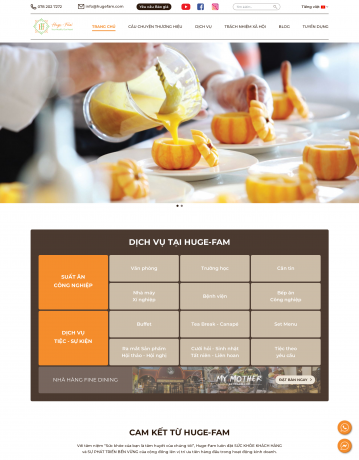 076 222 7272
info@hugefam.com
Yêu cầu Báo giá
Tiếng việt
Huge-Fam
TRANG CHỦ
CÂU CHUYỆN THƯƠNG HIỆU
DỊCH VỤ
TRÁCH NHIỆM XÃ HỘI
BLOG
TUYỂN DỤNG
DỊCH VỤ TẠI HUGE-FAM
SUẤT ĂN
CÔNG NGHIỆP
Văn phòng
Trường học
Căn tin
Nhà máy
Xí nghiệp
Bệnh viện
Bếp ăn
Công nghiệp
DỊCH VỤ
TIỆC - SỰ KIỆN
Buffet
Tea Break - Canape
Set Menu
Ra mắt Sản phẩm
Hội thảo - Hội nghị
Cưới hỏi - Sinh nhật
Tất niên - Liên hoan
Tiệc theo
yêu cầu
NHÀ HÀNG FINE DINING
MY MOTHER
ĐẶT BÀN NGAY
CAM KẾT TỪ HUGE-FAM
Với tâm niệm "Sức khỏe của bạn là tâm huyết của chúng tôi", Huge-Fam luôn đặt SỨC KHỎE KHÁCH HÀNG
và SỰ PHÁT TRIỂN BỀN VỮNG của cộng đồng lên vị trí ưu tiên hàng đầu trong hoạt động kinh doanh.